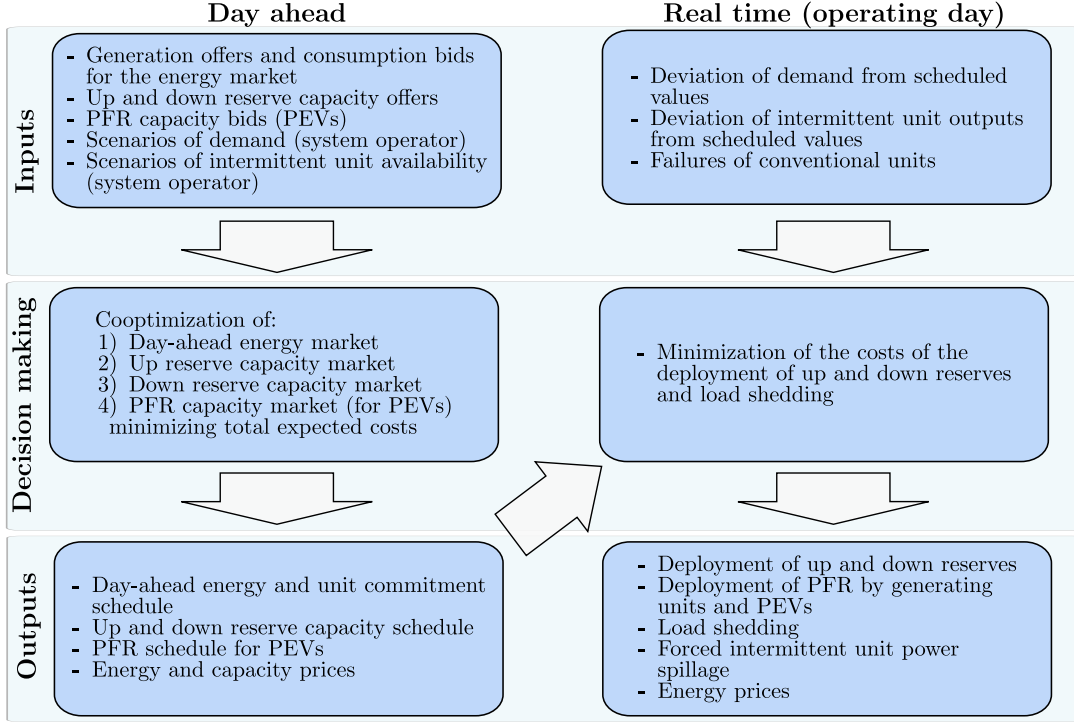 Day ahead
Real time (operating day)
Inputs
- Generation offers and consumption bids
for the energy market
- Up and down reserve capacity offers
- PFR capacity bids (PEVs)
- Scenarios of demand (system operator)
- Scenarios of intermittent unit availability
(system operator)
- Deviation of demand from scheduled
values
- Deviation of intermittent unit outputs
from scheduled values
- Failures of conventional units
Decision making
Cooptimization of:
1) Day-ahead energy market
2) Up reserve capacity market
3) Down reserve capacity market
4) PFR capacity market (for PEVs)
minimizing total expected costs
- Minimization of the costs of the
deployment of up and down reserves
and load shedding
Outputs
- Day-ahead energy and unit commitment
schedule
- Up and down reserve capacity schedule
- PFR schedule for PEVs
- Energy and capacity prices
- Deployment of up and down reserves
- Deployment of PFR by generating
units and PEVs
- Load shedding
- Forced intermittent unit power
spillage
- Energy prices